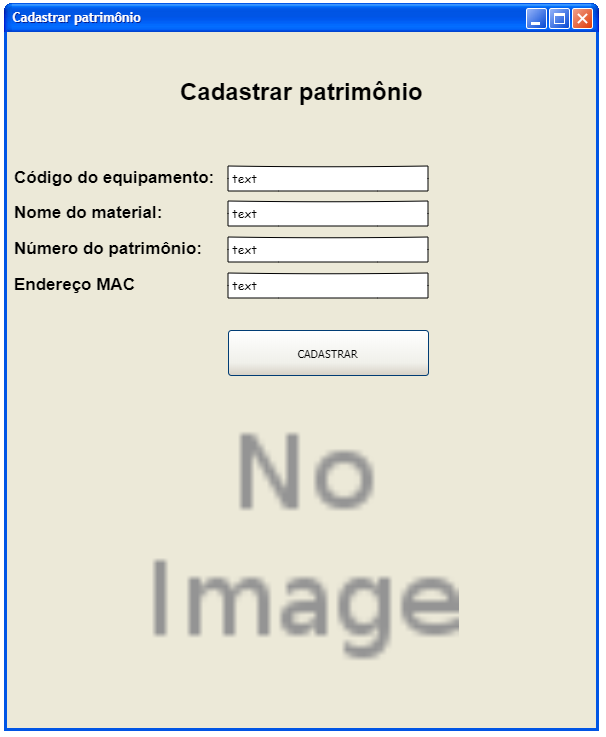 Cadastrar patrimônio
Cadastrar patrimônio
Código do equipamento: text
Nome do material: text
Número do patrimônio: text
Endereço MAC text
CADASTRAR
No
Image